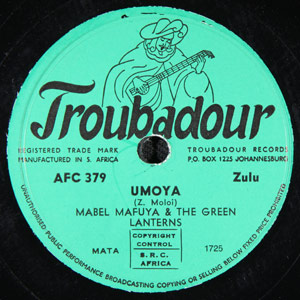 Troubadour
REGISTERED TRADE MARK
MANUFACTURED IN S. AFRICA
TROUBADOUR RECORDS
P.O. BOX 1225 JOHANNESBURG
AFC 379
Zulu
UMOYA
(Z. Moloi)
MABEL MAFUYA & THE GREEN
LANTERNS
MATA
COPYRIGHT
CONTROL
S.R.C.
AFRICA
1725
UNAUTHORISED PUBLIC PERFORMANCE BROADCASTING COPYING OR SELLING BELOW FIXED PRICE PROHIBITED